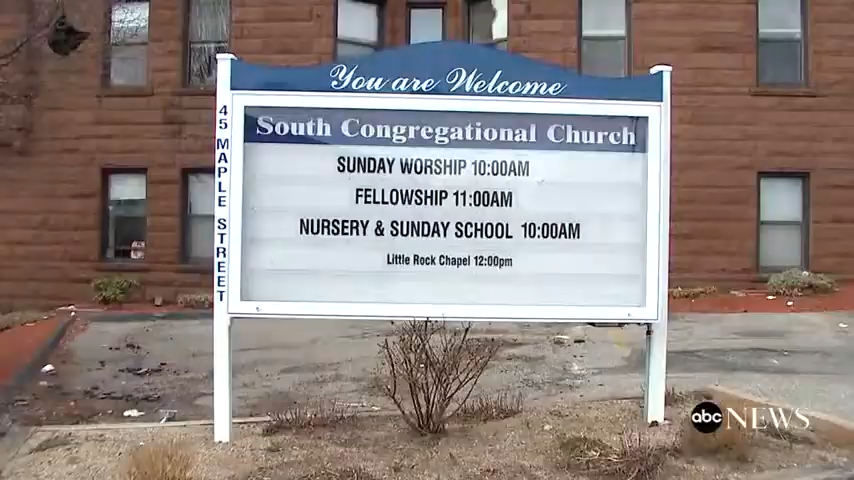 You are Welcome
45 MAPLE STREET
South Congregational Church
SUNDAY WORSHIP 10:00AM
FELLOWSHIP 11:00AM
NURSERY & SUNDAY SCHOOL 10:00AM
Little Rock Chapel 12:00pm
abc NEWS